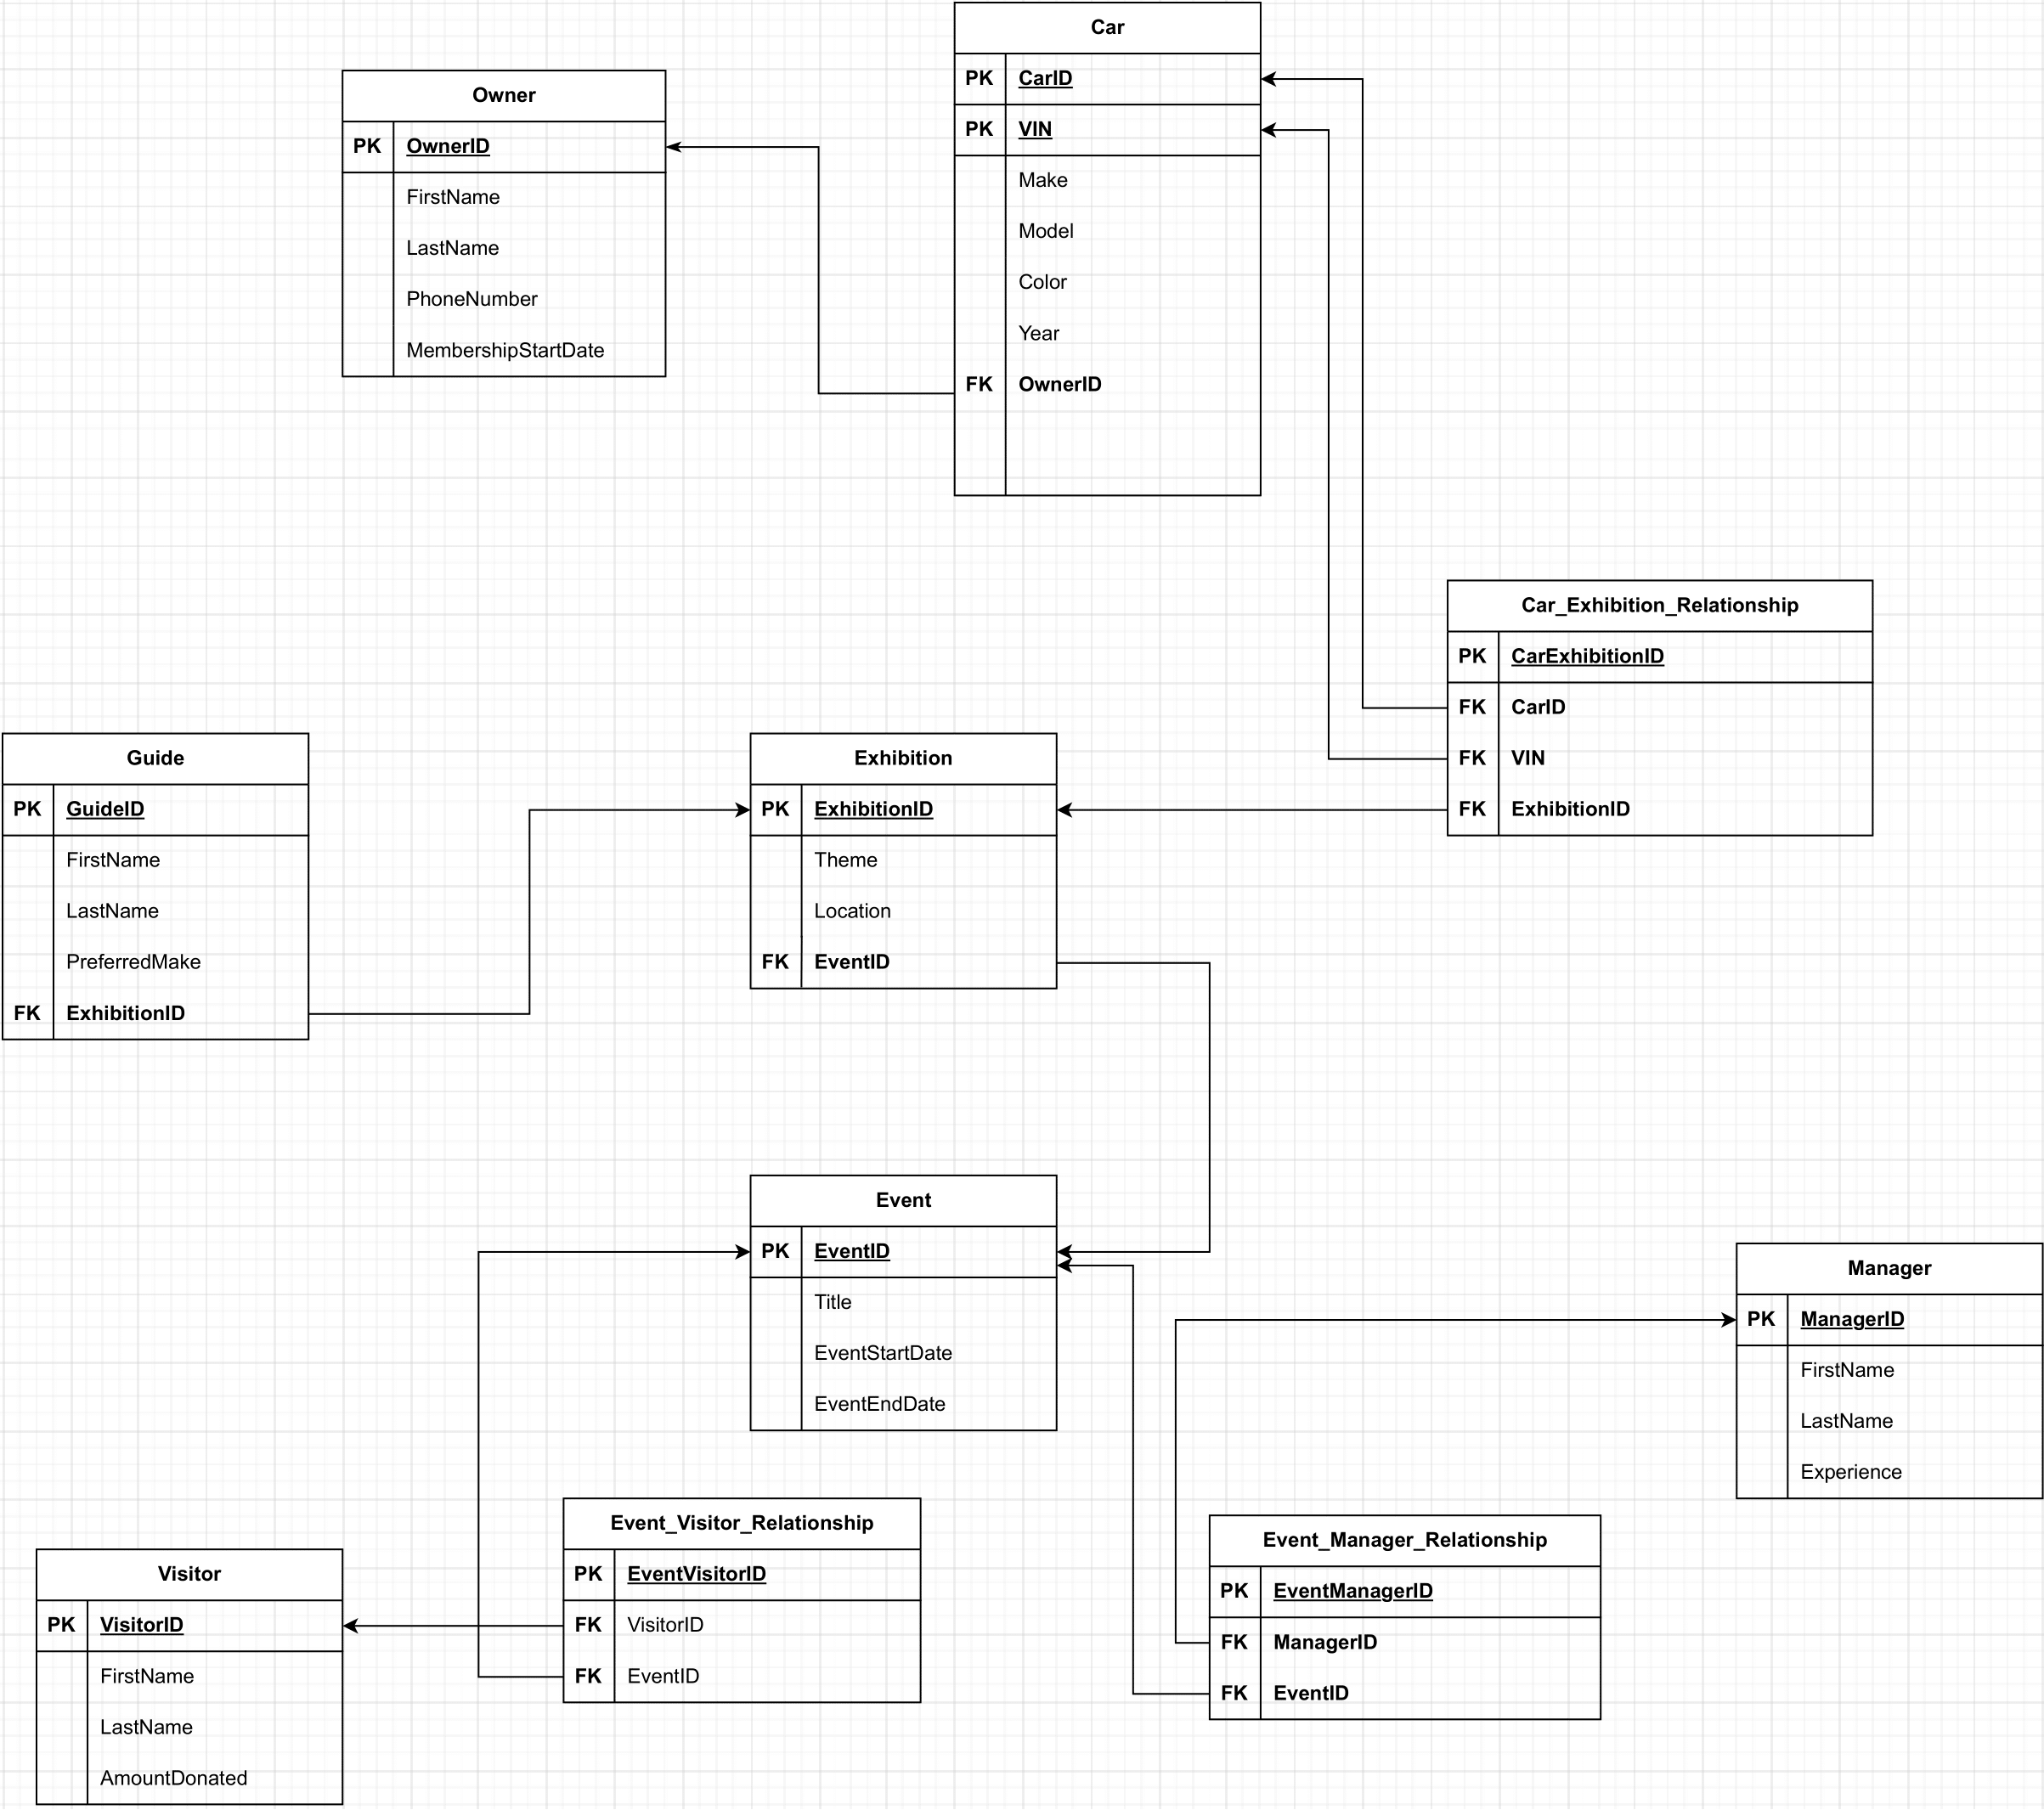 Car
PK CarID
PK VIN
Make
Model
Color
Year
FK OwnerID
Owner
PK OwnerID
FirstName
LastName
PhoneNumber
MembershipStartDate
Car_Exhibition_Relationship
PK CarExhibitionID
FK CarID
FK VIN
FK ExhibitionID
Guide
PK GuideID
FirstName
LastName
PreferredMake
FK ExhibitionID
Exhibition
PK ExhibitionID
Theme
Location
FK EventID
Event
PK EventID
Title
EventStartDate
EventEndDate
Manager
PK ManagerID
FirstName
LastName
Experience
Event_Visitor_Relationship
PK EventVisitorID
FK VisitorID
FK EventID
Event_Manager_Relationship
PK EventManagerID
FK ManagerID
FK EventID
Visitor
PK VisitorID
FirstName
LastName
AmountDonated